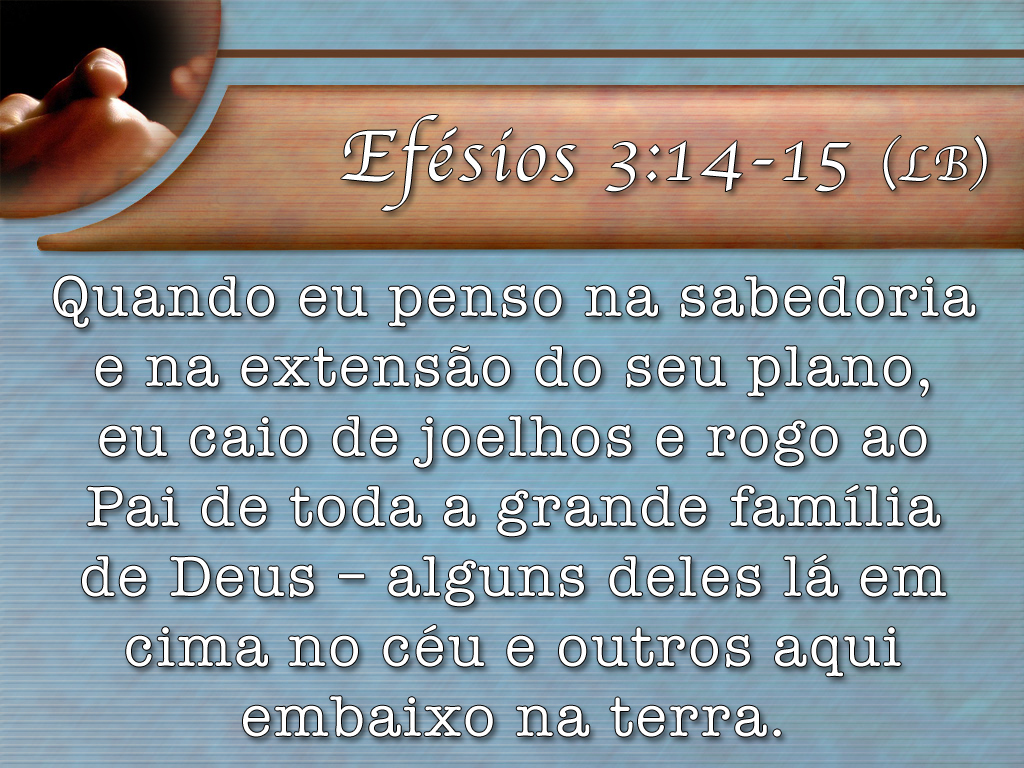 Efésios 3:14-15 (LB)
Quando eu penso na sabedoria
e na extensão do seu plano,
eu caio de joelhos e rogo ao
Pai de toda a grande família
de Deus – alguns deles lá em
cima no céu e outros aqui
embaixo na terra.